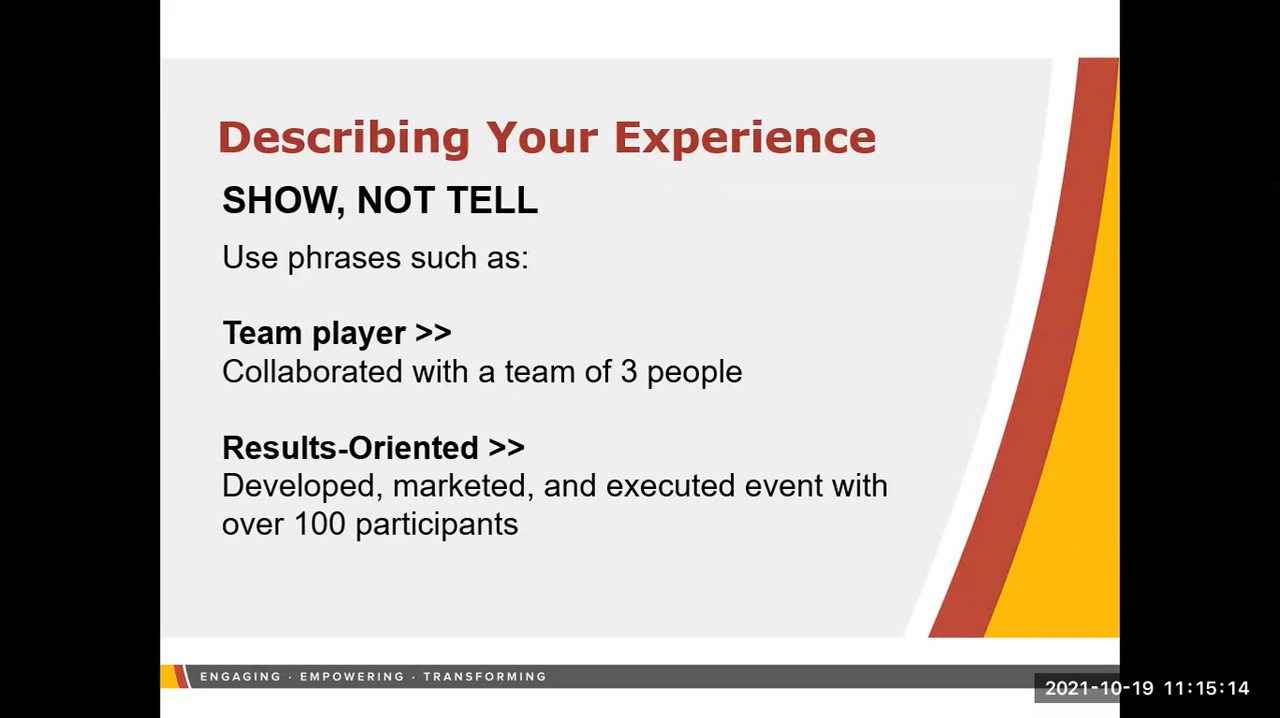 Describing Your Experience
SHOW, NOT TELL
Use phrases such as:
Team player >>
Collaborated with a team of 3 people
Results-Oriented >>
Developed, marketed, and executed event with
over 100 participants
ENGAGING · EMPOWERING · TRANSFORMING
2021-10-19 11:15:14